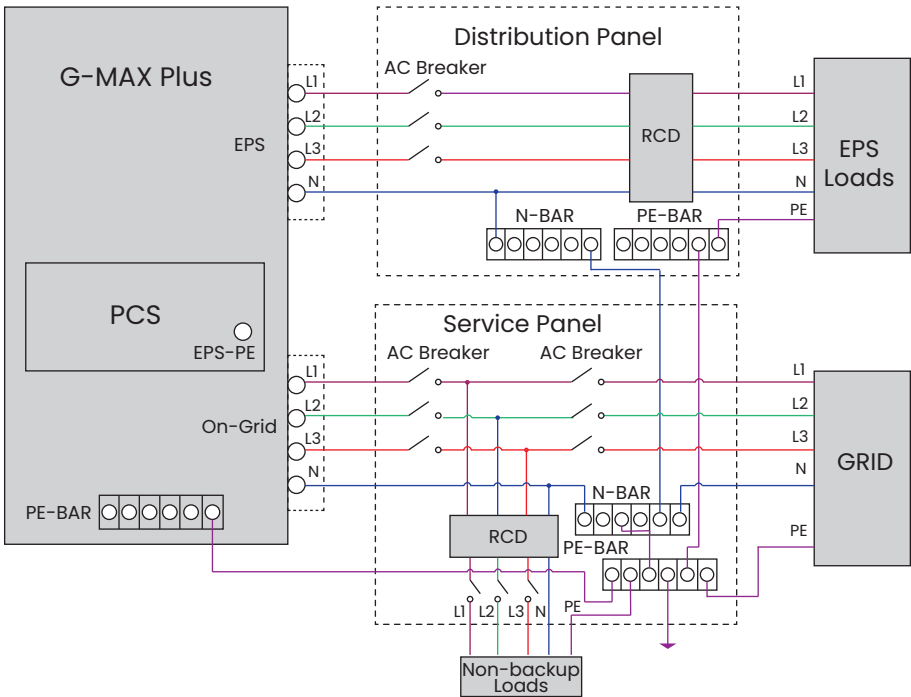 Distribution Panel
G-MAX Plus
AC Breaker
L1
L2
L3
N
EPS
RCD
L1
L2
L3
N
PE
EPS
Loads
N-BAR
PE-BAR
PCS
EPS-PE
Service Panel
AC Breaker
AC Breaker
L1
L2
L3
N
On-Grid
L1
L2
L3
N
PE
GRID
PE-BAR
N-BAR
RCD
PE-BAR
L1
L2
L3
N
PE
Non-backup
Loads